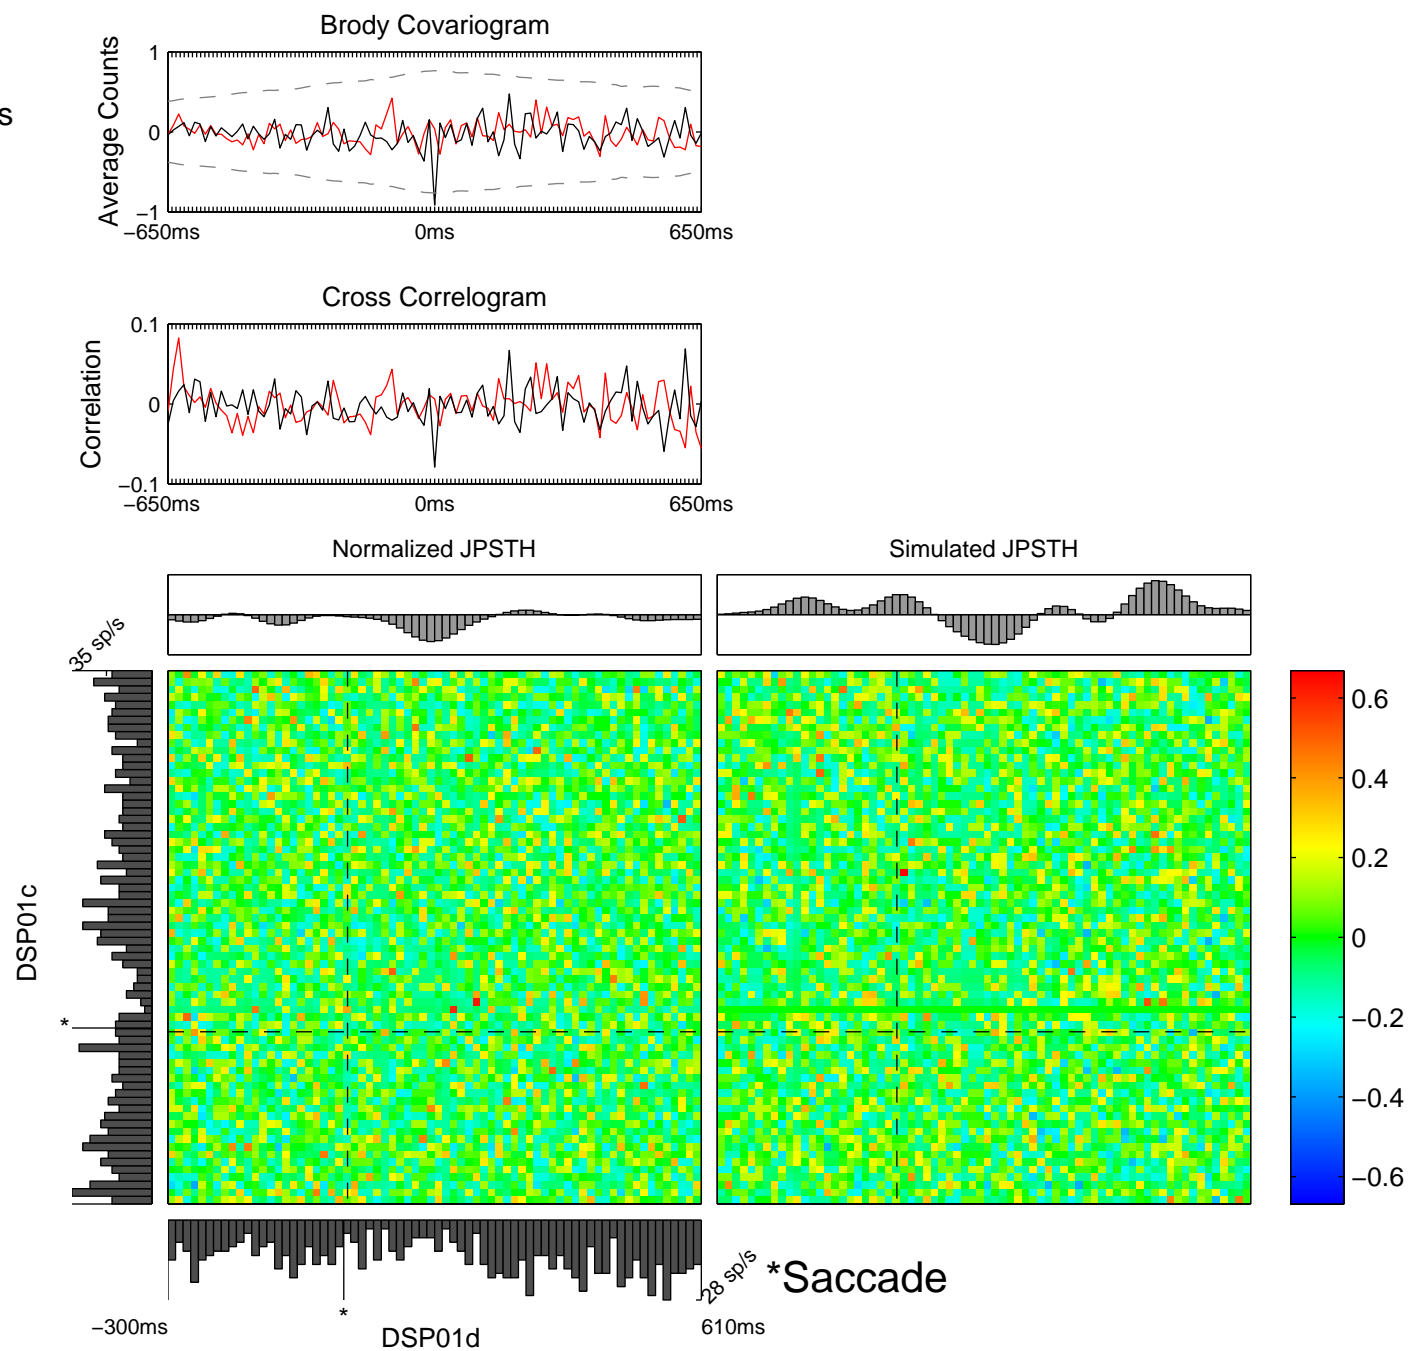 Brody Covariogram
s
Average Counts
1
0
−1
−650ms
0ms
650ms
Cross Correlogram
Correlation
0.1
0
−0.1
−650ms
0ms
650ms
Normalized JPSTH
Simulated JPSTH
35 sp/s
DSP01c
*
0.6
0.4
0.2
0
−0.2
−0.4
−0.6
28 sp/s
*Saccade
*
−300ms
DSP01d
610ms